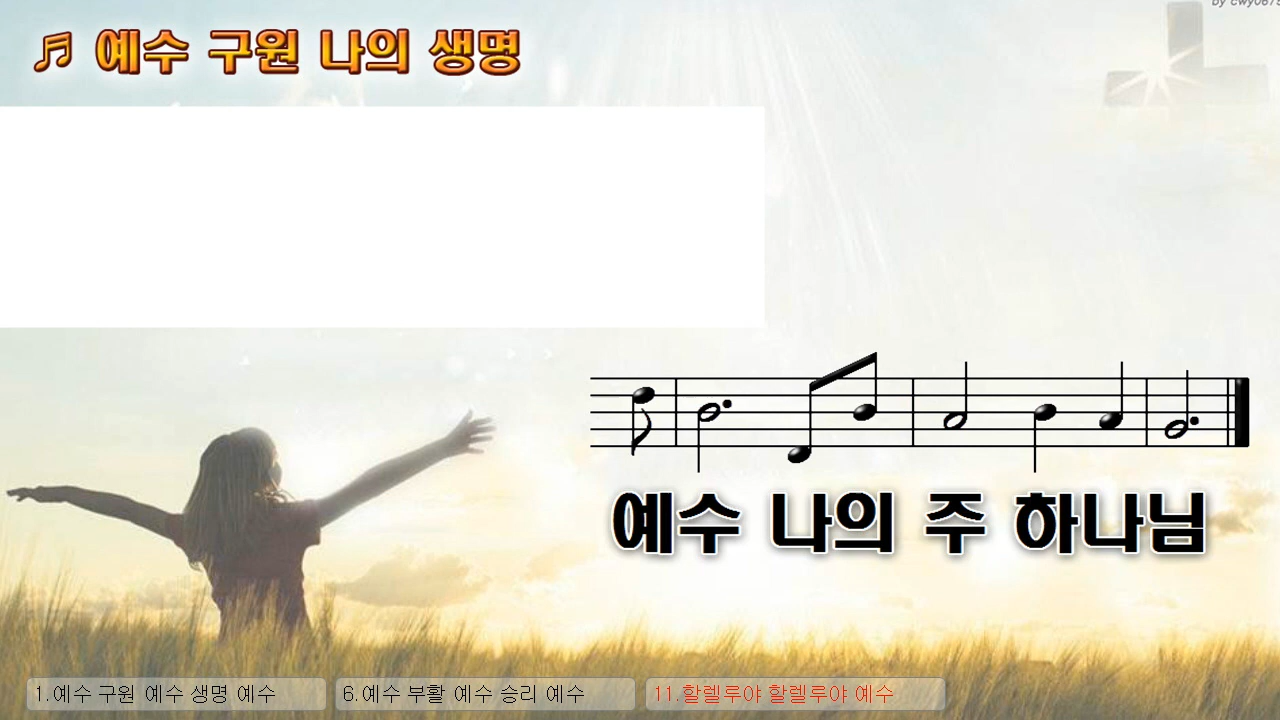 by cwy0675
♬ 예수 구원 나의 생명
예수 나의 주 하나님
1.예수 구원 예수 생명 예수
6.예수 부활 예수 승리 예수
11.할렐루야 할렐루야 예수